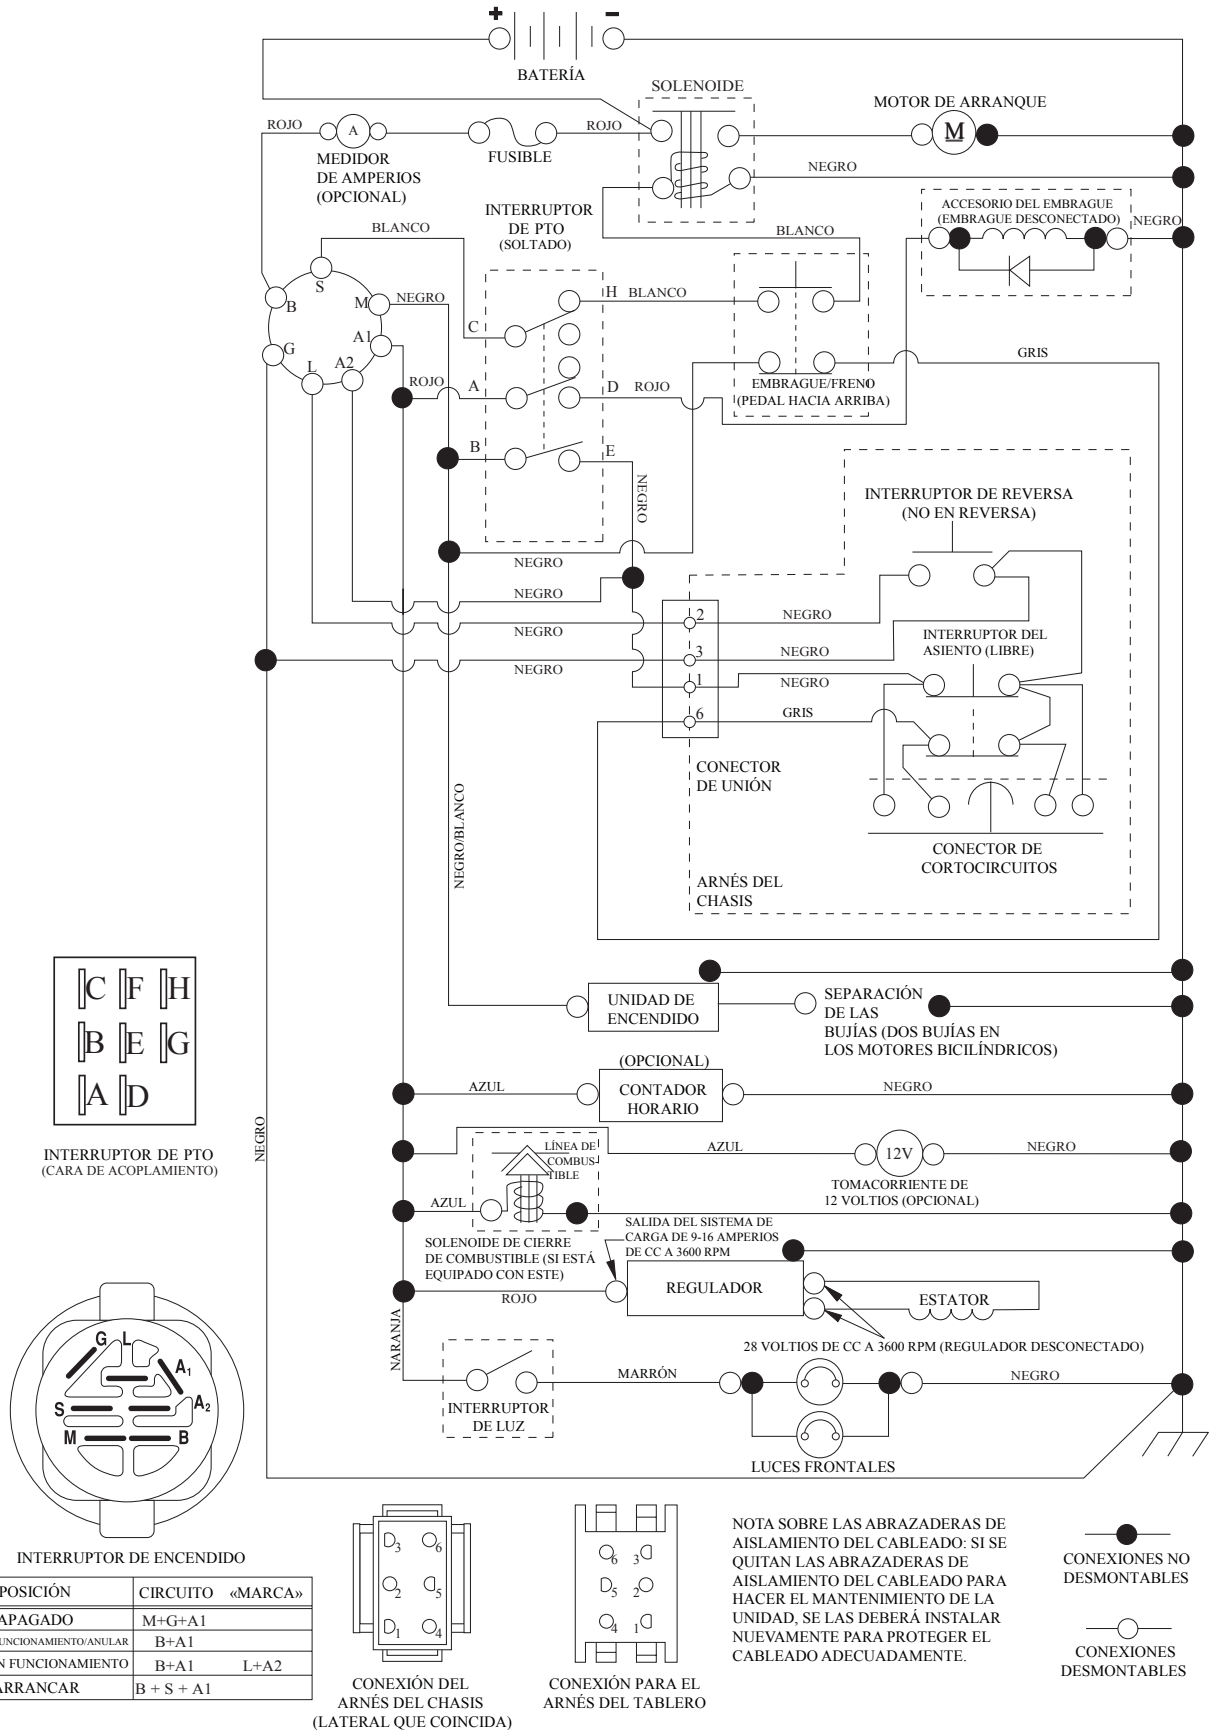 + −
BATERÍA
SOLENOIDE
MOTOR DE ARRANQUE
ROJO
A
ROJO
M
MEDIDOR
DE AMPERIOS
(OPCIONAL)
FUSIBLE
NEGRO
ACCESORIO DEL EMBRAGUE
(EMBRAGUE DESCONECTADO)
NEGRO
INTERRUPTOR
DE PTO
(SOLTADO)
BLANCO
BLANCO
S
B
M
NEGRO
H
BLANCO
C
A1
G
L
A2
GRIS
ROJO
A
D
ROJO
EMBRAGUE/FRENO
(PEDAL HACIA ARRIBA)
B
E
NEGRO
INTERRUPTOR DE REVERSA
(NO EN REVERSA)
NEGRO
NEGRO
2
NEGRO
NEGRO
INTERRUPTOR DEL
ASIENTO (LIBRE)
3
NEGRO
NEGRO
1
NEGRO
6
GRIS
CONECTOR
DE UNIÓN
NEGRO/BLANCO
CONECTOR DE
CORTOCIRCUITOS
ARNÉS DEL
CHASIS
C F H
B E G
A D
INTERRUPTOR DE PTO
(CARA DE ACOPLAMIENTO)
NEGRO
UNIDAD DE
ENCENDIDO
SEPARACIÓN
DE LAS
BUJÍAS (DOS BUJÍAS EN
LOS MOTORES BICILÍNDRICOS)
(OPCIONAL)
AZUL
CONTADOR
HORARIO
NEGRO
LÍNEA DE
COMBUS-
TIBLE
AZUL
12V
NEGRO
TOMACORRIENTE DE
12 VOLTIOS (OPCIONAL)
AZUL
SOLENOIDE DE CIERRE
DE COMBUSTIBLE (SI ESTÁ
EQUIPADO CON ESTE)
SALIDA DEL SISTEMA DE
CARGA DE 9-16 AMPERIOS
DE CC A 3600 RPM
ROJO
REGULADOR
ESTATOR
28 VOLTIOS DE CC A 3600 RPM (REGULADOR DESCONECTADO)
NARANJA
INTERRUPTOR
DE LUZ
MARRÓN
NEGRO
LUCES FRONTALES
G L
A1
S
A2
M
B
INTERRUPTOR DE ENCENDIDO
POSICIÓN CIRCUITO «MARCA»
APAGADO M+G+A1
UNCIONAMIENTO/ANULAR B+A1
N FUNCIONAMIENTO B+A1 L+A2
ARRANCAR B + S + A1
3 6
2 5
1 4
CONEXIÓN DEL
ARNÉS DEL CHASIS
(LATERAL QUE COINCIDA)
6 3
5 2
4 1
CONEXIÓN PARA EL
ARNÉS DEL TABLERO
NOTA SOBRE LAS ABRAZADERAS DE
AISLAMIENTO DEL CABLEADO: SI SE
QUITAN LAS ABRAZADERAS DE
AISLAMIENTO DEL CABLEADO PARA
HACER EL MANTENIMIENTO DE LA
UNIDAD, SE LAS DEBERÁ INSTALAR
NUEVAMENTE PARA PROTEGER EL
CABLEADO ADECUADAMENTE.
CONEXIONES NO
DESMONTABLES
CONEXIONES
DESMONTABLES